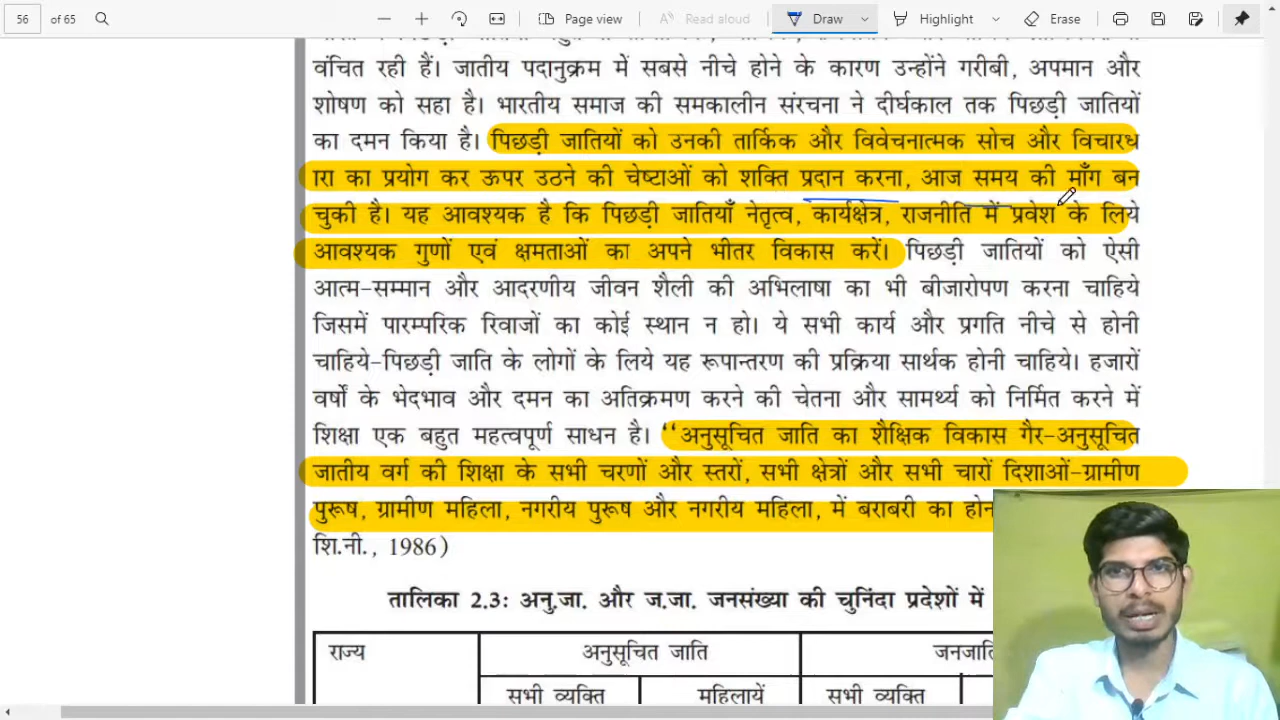 56 of 65 Page view Read aloud Draw Highlight Erase
वंचित रही हैं। जातीय पदानुक्रम में सबसे नीचे होने के कारण उन्होंने गरीबी, अपमान और
शोषण को सहा है। भारतीय समाज की समकालीन संरचना ने दीर्घकाल तक पिछड़ी जातियों
का दमन किया है। पिछड़ी जातियों को उनकी तार्किक और विवेचनात्मक सोच और विचारध
ारा का प्रयोग कर ऊपर उठने की चेष्टाओं को शक्ति प्रदान करना, आज समय की माँग बन
चुकी है। यह आवश्यक है कि पिछड़ी जातियाँ नेतृत्व, कार्यक्षेत्र, राजनीति में प्रवेश के लिये
आवश्यक गुणों एवं क्षमताओं का अपने भीतर विकास करें। पिछड़ी जातियों को ऐसी
आत्म-सम्मान और आदरणीय जीवन शैली की अभिलाषा का भी बीजारोपण करना चाहिये
जिसमें पारम्परिक रिवाजों का कोई स्थान न हो। ये सभी कार्य और प्रगति नीचे से होनी
चाहिये-पिछड़ी जाति के लोगों के लिये यह रूपान्तरण की प्रक्रिया सार्थक होनी चाहिये। हजारों
वर्षों के भेदभाव और दमन का अतिक्रमण करने की चेतना और सामर्थ्य को निर्मित करने में
शिक्षा एक बहुत महत्वपूर्ण साधन है। “अनुसूचित जाति का शैक्षिक विकास गैर-अनुसूचित
जातीय वर्ग की शिक्षा के सभी चरणों और स्तरों, सभी क्षेत्रों और सभी चारों दिशाओं-ग्रामीण
पुरूष, ग्रामीण महिला, नगरीय पुरूष और नगरीय महिला, में बराबरी का
शि.नी., 1986)
तालिका 2.3: अनु.जा. और ज.जा. जनसंख्या की चुनिंदा प्रदेशों में
राज्य अनुसूचित जाति
सभी व्यक्ति महिलायें सभी व्यक्ति